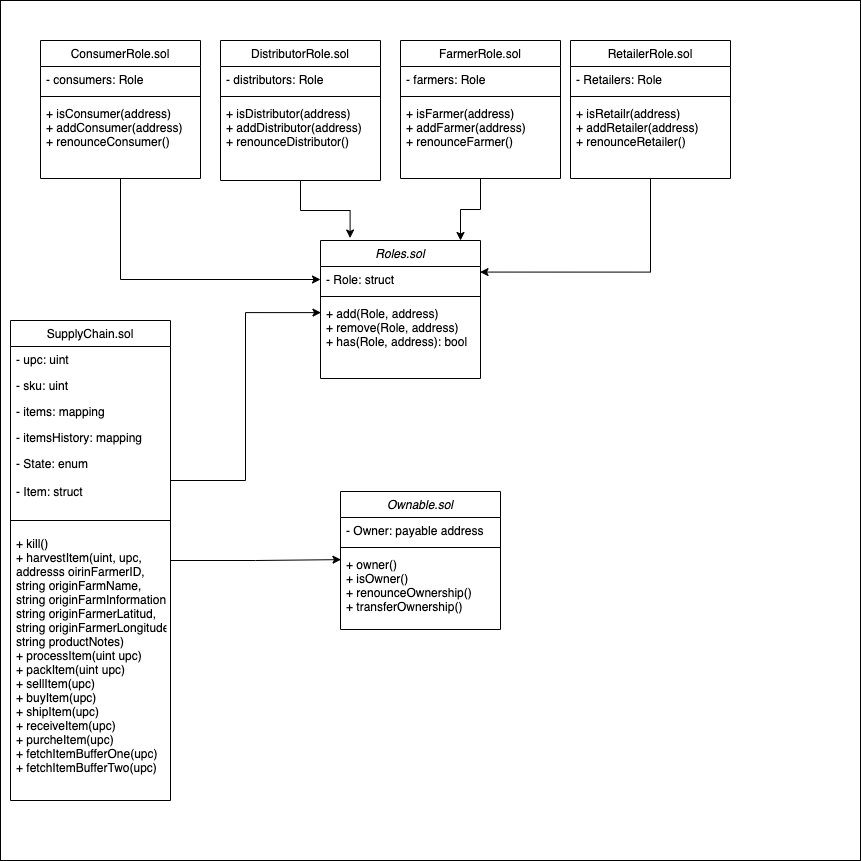 ConsumerRole.sol
- consumers: Role
+ isConsumer(address)
+ addConsumer(address)
+ renounceConsumer()
DistributorRole.sol
- distributors: Role
+ isDistributor(address)
+ addDistributor(address)
+ renounceDistributor()
FarmerRole.sol
- farmers: Role
+ isFarmer(address)
+ addFarmer(address)
+ renounceFarmer()
RetailerRole.sol
- Retailers: Role
+ isRetailr(address)
+ addRetailer(address)
+ renounceRetailer()
Roles.sol
- Role: struct
+ add(Role, address)
+ remove(Role, address)
+ has(Role, address): bool
SupplyChain.sol
- upc: uint
- sku: uint
- items: mapping
- itemsHistory: mapping
- State: enum
- Item: struct
+ kill()
+ harvestItem(uint, upc,
addresss oirinFarmerID,
string originFarmName,
string originFarmInformation
string originFarmerLatitud,
string originFarmerLongitude
string productNotes)
+ processItem(uint upc)
+ packItem(uint upc)
+ sellItem(upc)
+ buyItem(upc)
+ shipItem(upc)
+ receiveItem(upc)
+ purcheItem(upc)
+ fetchItemBufferOne(upc)
+ fetchItemBufferTwo(upc)
Ownable.sol
- Owner: payable address
+ owner()
+ isOwner()
+ renounceOwnership()
+ transferOwnership()